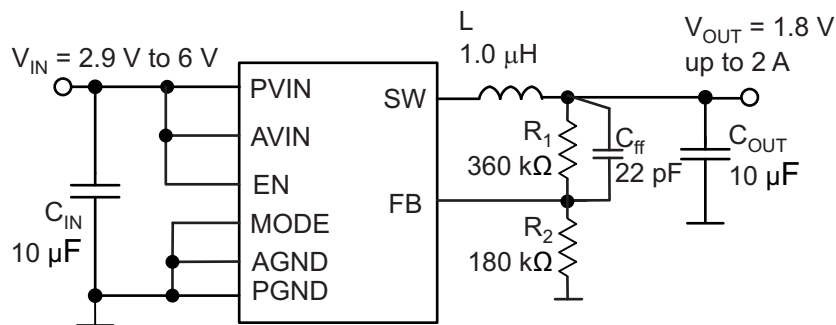 V_IN = 2.9 V to 6 V
L
1.0 µH
V_OUT = 1.8 V
up to 2 A
PVIN
SW
AVIN
EN
FB
MODE
AGND
PGND
C_IN
10 µF
R_1
360 kΩ
C_ff
22 pF
C_OUT
10 µF
R_2
180 kΩ